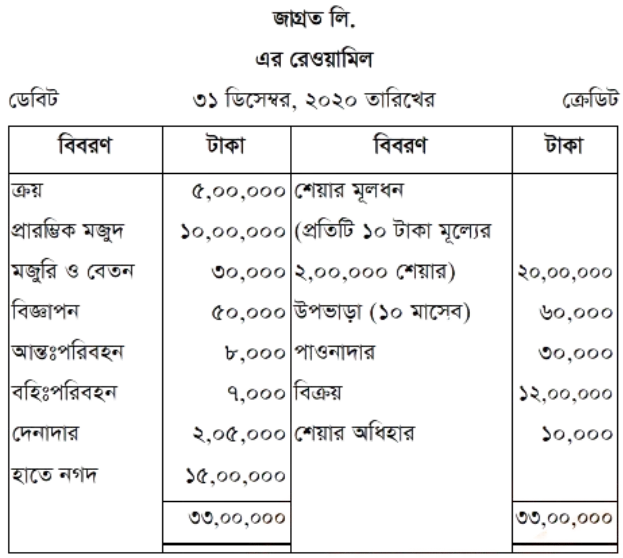 জাগ্রত লি.
এর রেওয়ামিল
ডেবিট ৩১ ডিসেম্বর, ২০২০ তারিখের ক্রেডিট
বিবরণ টাকা বিবরণ টাকা
ক্রয় ৫,০০,০০০ শেয়ার মূলধন
প্রারম্ভিক মজুদ ১০,০০,০০০ (প্রতিটি ১০ টাকা মূল্যের
মজুরি ও বেতন ৩০,০০০ ২,০০,০০০ শেয়ার) ২০,০০,০০০
বিজ্ঞাপন ৫০,০০০ উপভাড়া (১০ মাসেব) ৬০,০০০
আন্তঃপরিবহন ৮,০০০ পাওনাদার ৩০,০০০
বহিঃপরিবহন ৭,০০০ বিক্রয় ১২,০০,০০০
দেনাদার ২,০৫,০০০ শেয়ার অধিহার ১০,০০০
হাতে নগদ ১৫,০০,০০০
৩৩,০০,০০০ ৩৩,০০,০০০